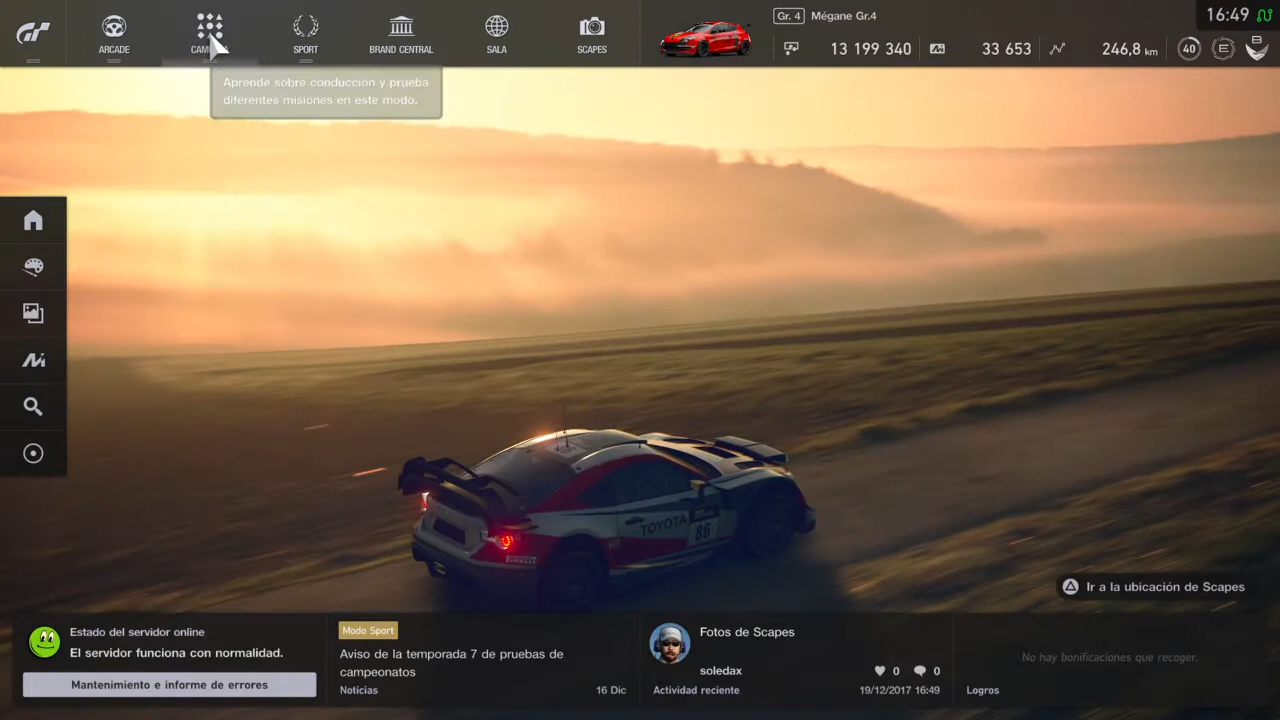 ARCADE
SPORT
BRAND CENTRAL
SALA
SCAPES
Gr. 4 Mégane Gr.4
13 199 340
33 653
246,8 km
40
E
B
16:49
Aprende sobre conducción y prueba
diferentes misiones en este modo.
TOYOTA
86
PIRELLI
Ir a la ubicación de Scapes
Estado del servidor online
El servidor funciona con normalidad.
Mantenimiento e informe de errores
Modo Sport
Aviso de la temporada 7 de pruebas de
campeonatos
Noticias
16 Dic
Fotos de Scapes
soledax
0
0
Actividad reciente
19/12/2017 16:49
No hay bonificaciones que recoger.
Logros